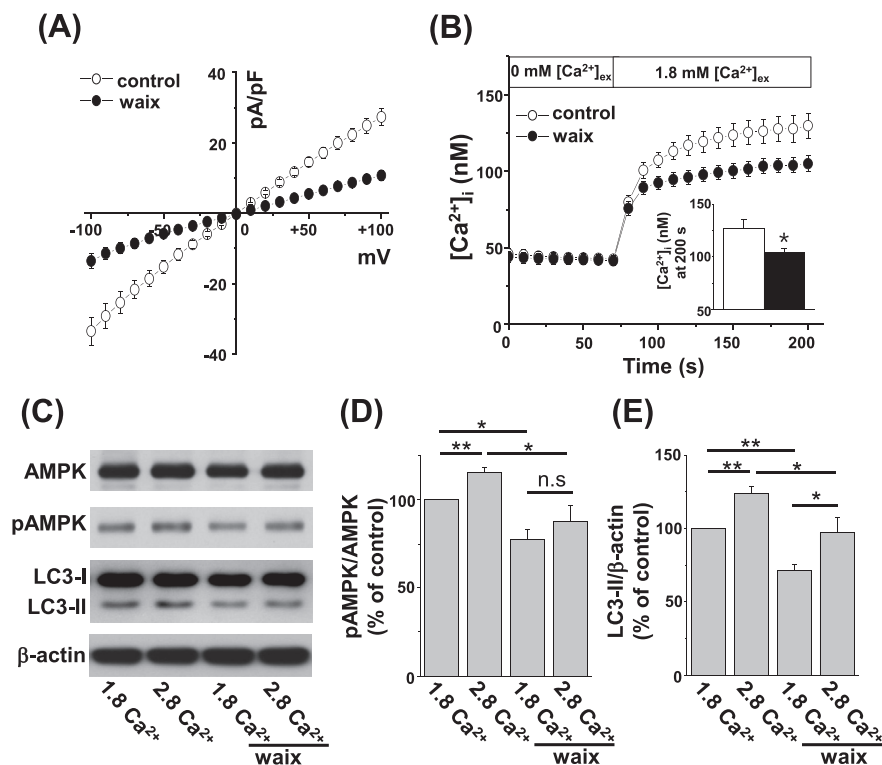 (A)
control
waix
pA/pF
40
20
-20
-40
-100
-50
+50
+100
mV
(B)
0 mM [Ca²⁺]ex
1.8 mM [Ca²⁺]ex
control
waix
[Ca²⁺]i (nM)
150
125
100
75
50
25
0
0
50
100
150
200
Time (s)
[Ca²⁺]i (nM)
at 200 s
150
100
50
*
(C)
AMPK
pAMPK
LC3-I
LC3-II
β-actin
1.8 Ca²⁺
2.8 Ca²⁺
1.8 Ca²⁺
2.8 Ca²⁺
waix
(D)
pAMPK/AMPK
(% of control)
100
50
0
*
**
*
n.s
1.8 Ca²⁺
2.8 Ca²⁺
1.8 Ca²⁺
2.8 Ca²⁺
waix
(E)
LC3-II/β-actin
(% of control)
150
100
50
0
**
**
*
*
1.8 Ca²⁺
2.8 Ca²⁺
1.8 Ca²⁺
2.8 Ca²⁺
waix